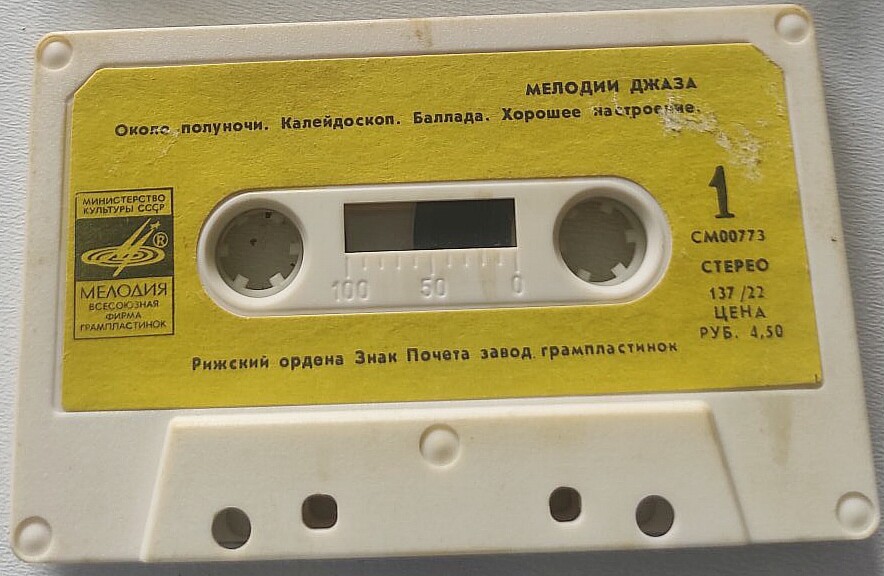 МЕЛОДИИ ДЖАЗА
Около полуночи. Калейдоскоп. Баллада. Хорошее настроение.
МИНИСТЕРСТВО
КУЛЬТУРЫ СССР
®
МЕЛОДИЯ
ВСЕСОЮЗНАЯ
ФИРМА
ГРАМПЛАСТИНОК
1
СМ00773
СТЕРЕО
137/22
ЦЕНА
РУБ. 4,50
100 50 0
Рижский ордена Знак Почета завод грампластинок